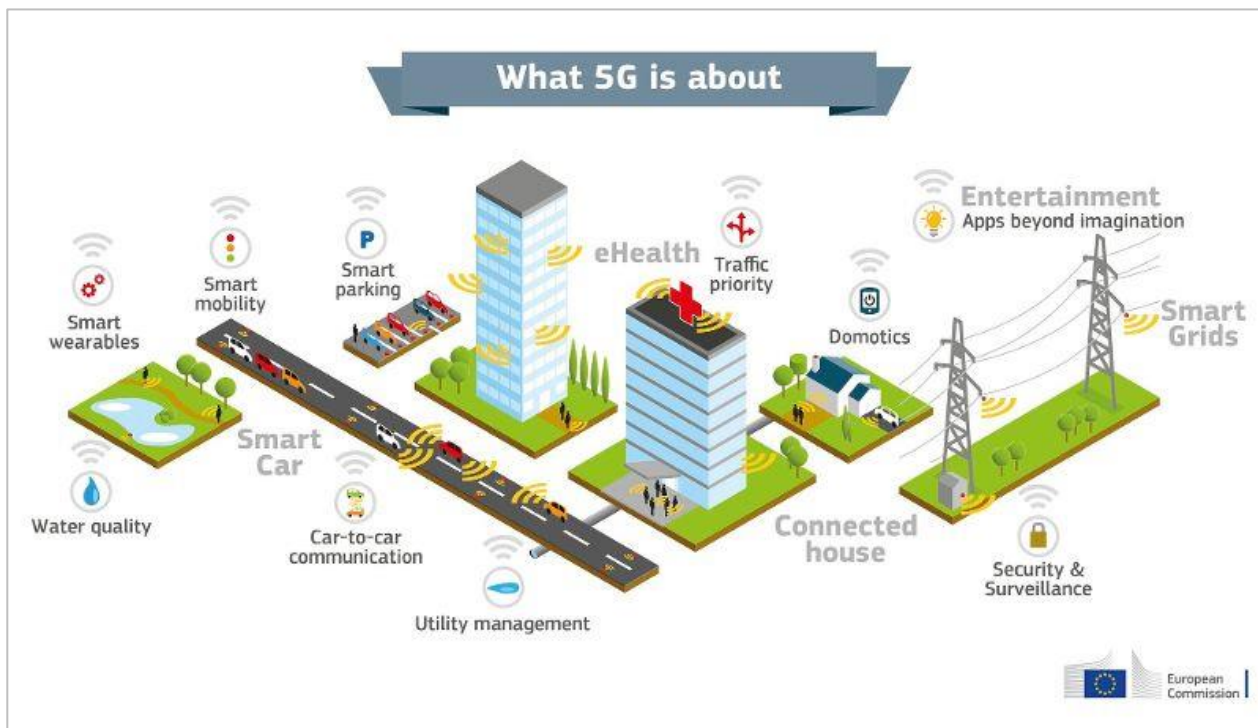 What 5G is about
Entertainment
Apps beyond imagination
eHealth
Traffic
priority
Smart
parking
Smart
mobility
Smart
wearables
Domotics
Smart
Grids
Smart
Car
Water quality
Car-to-car
communication
Connected
house
Security &
Surveillance
Utility management
P
European
Commission